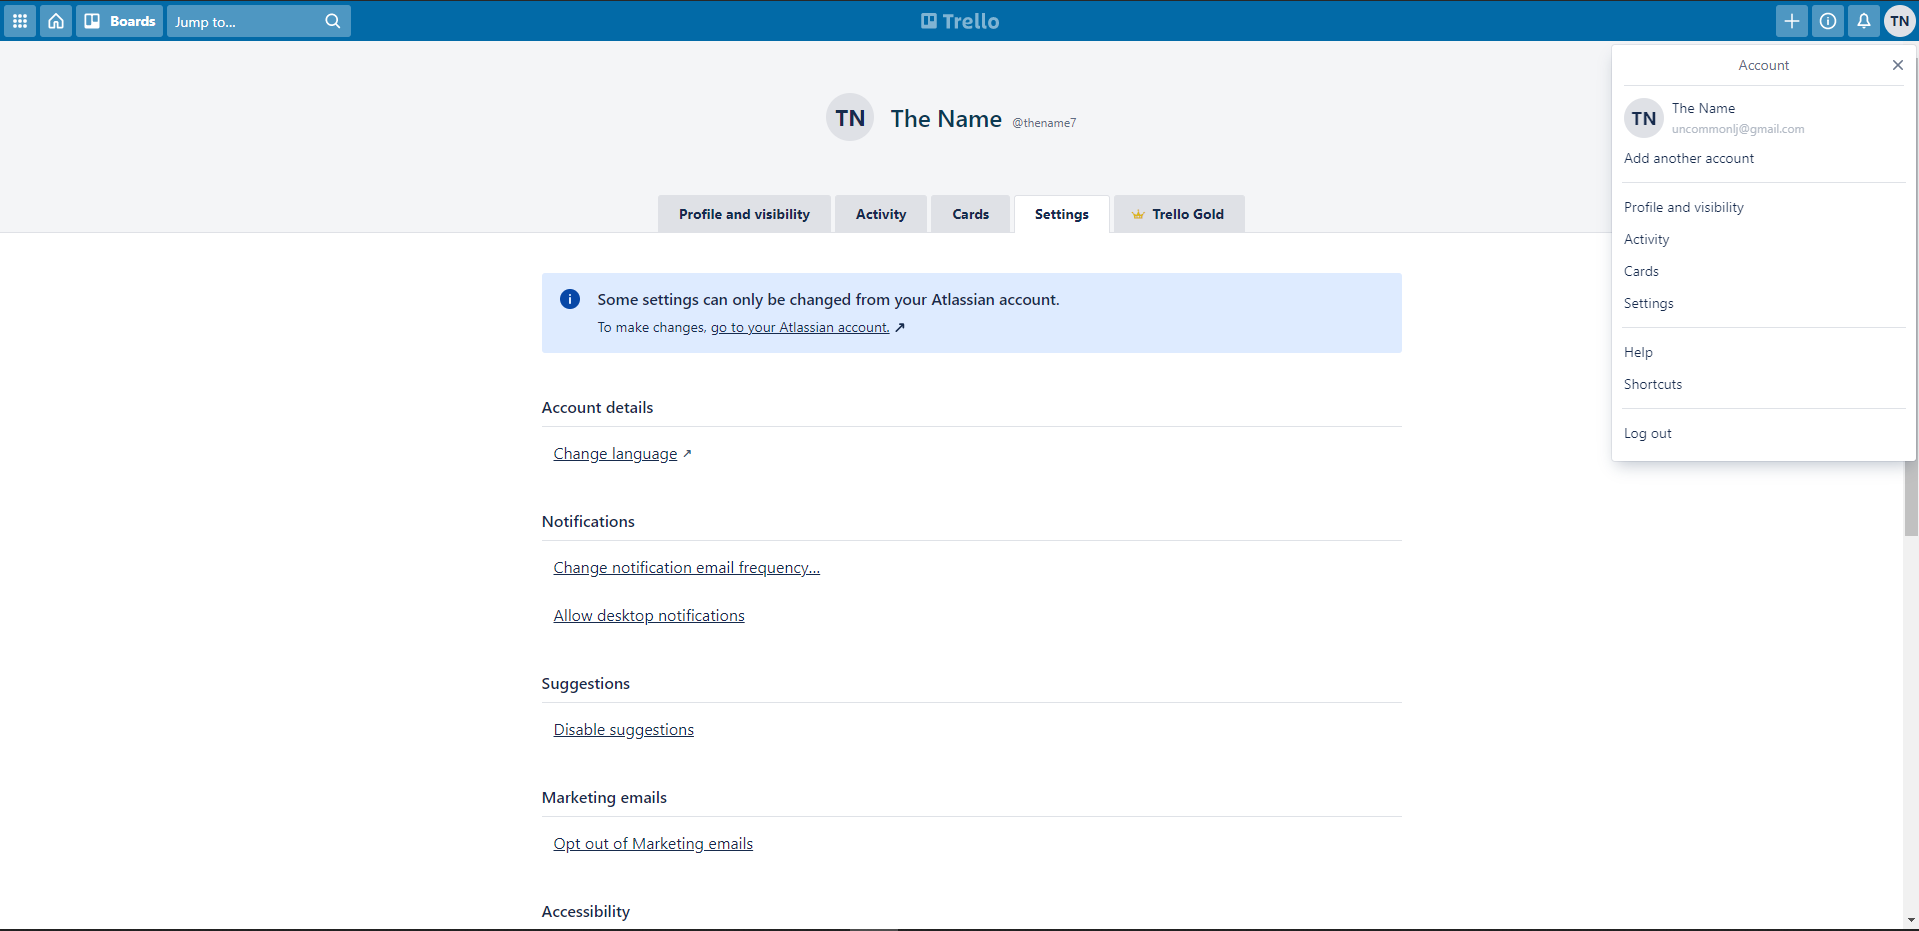 Boards
Jump to...
Trello
TN
TN
The Name @thename7
Profile and visibility
Activity
Cards
Settings
Trello Gold
Some settings can only be changed from your Atlassian account.
To make changes, go to your Atlassian account. ↗
Account details
Change language ↗
Notifications
Change notification email frequency...
Allow desktop notifications
Suggestions
Disable suggestions
Marketing emails
Opt out of Marketing emails
Accessibility
Account
TN
The Name
uncommonlj@gmail.com
Add another account
Profile and visibility
Activity
Cards
Settings
Help
Shortcuts
Log out